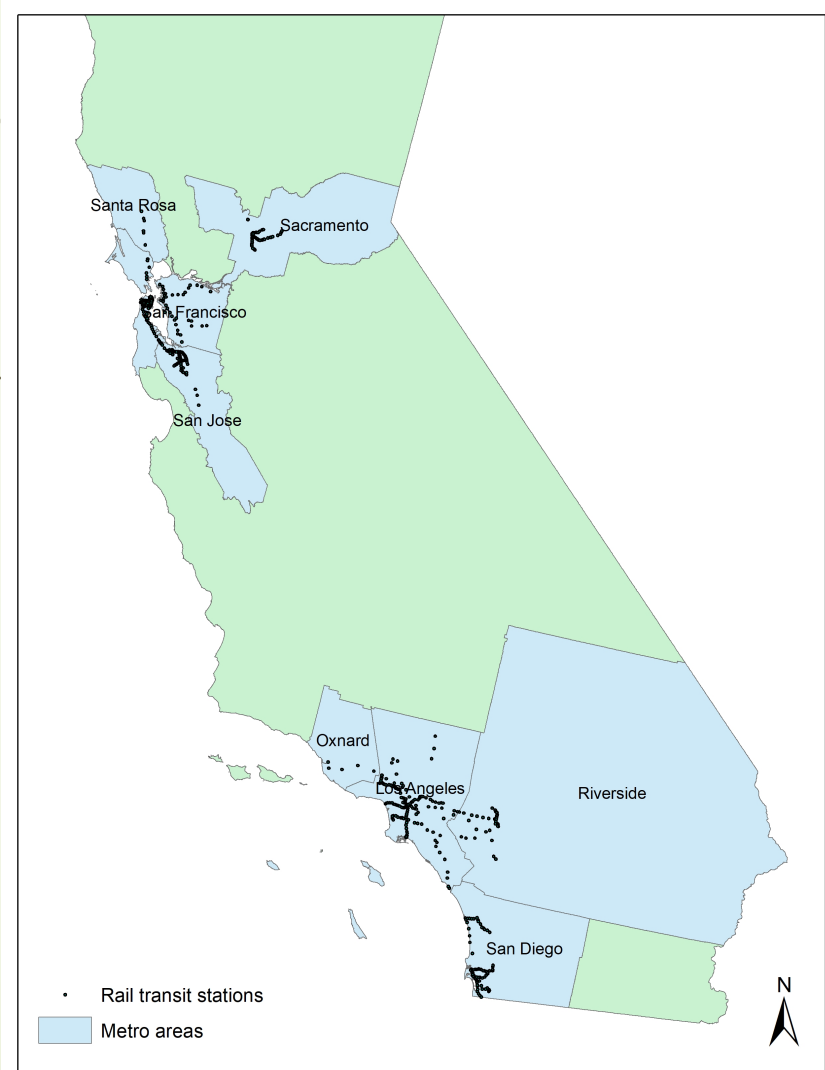 Santa Rosa
Sacramento
San Francisco
San Jose
Oxnard
Los Angeles
Riverside
San Diego
Rail transit stations
Metro areas
N